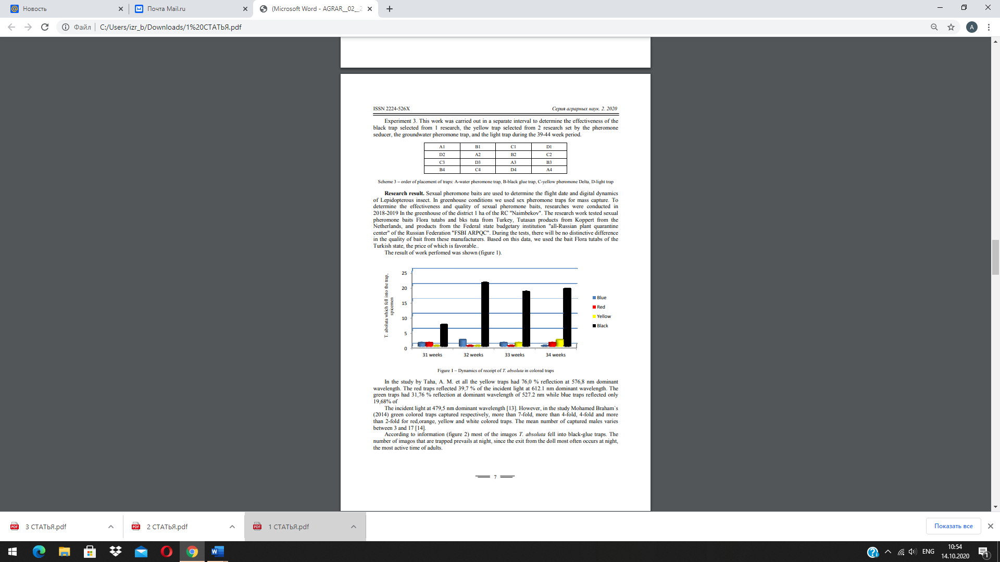 Новость
Почта Mail.ru
(Microsoft Word - AGRAR__02__2
Файл
C:/Users/izr_b/Downloads/1%20СТАТЬЯ.pdf
A
ISSN 2224-526X
Серия аграрных наук. 2. 2020
Experiment 3. This work was carried out in a separate interval to determine the effectiveness of the
black trap selected from 1 research, the yellow trap selected from 2 research set by the pheromone
seducer, the groundwater pheromone trap, and the light trap during the 39-44 week period.
A1 B1 C1 D1
D2 A2 B2 C2
C3 D3 A3 B3
B4 C4 D4 A4
Scheme 3 – order of placement of traps: A-water pheromone trap, B-black glue trap, C-yellow pheromone Delta, D-light trap
Research result. Sexual pheromone baits are used to determine the flight date and digital dynamics
of Lepidopterous insect. In greenhouse conditions we used sex pheromone traps for mass capture. To
determine the effectiveness and quality of sexual pheromone baits, researches were conducted in
2018-2019 In the greenhouse of the district 1 ha of the RC "Naimbekov". The research work tested sexual
pheromone baits Flora tutabs and bks tuta from Turkey, Tutasan products from Koppert from the
Netherlands, and products from the Federal state budgetary institution "all-Russian plant quarantine
center" of the Russian Federation "FSBI ARPQC". During the tests, there will be no distinctive difference
in the quality of bait from these manufacturers. Based on this data, we used the bait Flora tutabs of the
Turkish state, the price of which is favorable..
The result of work perfomed was shown (figure 1).
T. aboluta which fell into the trap,
spicemen
25
20
15
10
5
0
31 weeks 32 weeks 33 weeks 34 weeks
Blue
Red
Yellow
Black
Figure 1 – Dynamics of receipt of T. absoluta in colored traps
In the study by Taha, A. M. et all the yellow traps had 76,0 % reflection at 576,8 nm dominant
wavelength. The red traps reflected 39,7 % of the incident light at 612.1 nm dominant wavelength. The
green traps had 31,76 % reflection at dominant wavelength of 527.2 nm while blue traps reflected only
19,68% of
The incident light at 479,5 nm dominant wavelength [13]. However, in the study Mohamed Braham`s
(2014) green colored traps captured respectively, more than 7-fold, more than 4-fold, 4-fold and more
than 2-fold for red,orange, yellow and white colored traps. The mean number of captured males varies
between 3 and 17 [14].
According to information (figure 2) most of the imagos T. absoluta fell into black-glue traps. The
number of imagos that are trapped prevails at night, since the exit from the doll most often occurs at night,
the most active time of adults.
7
3 СТАТЬЯ.pdf
2 СТАТЬЯ.pdf
1 СТАТЬЯ.pdf
Показать все
ENG
10:54
14.10.2020
1